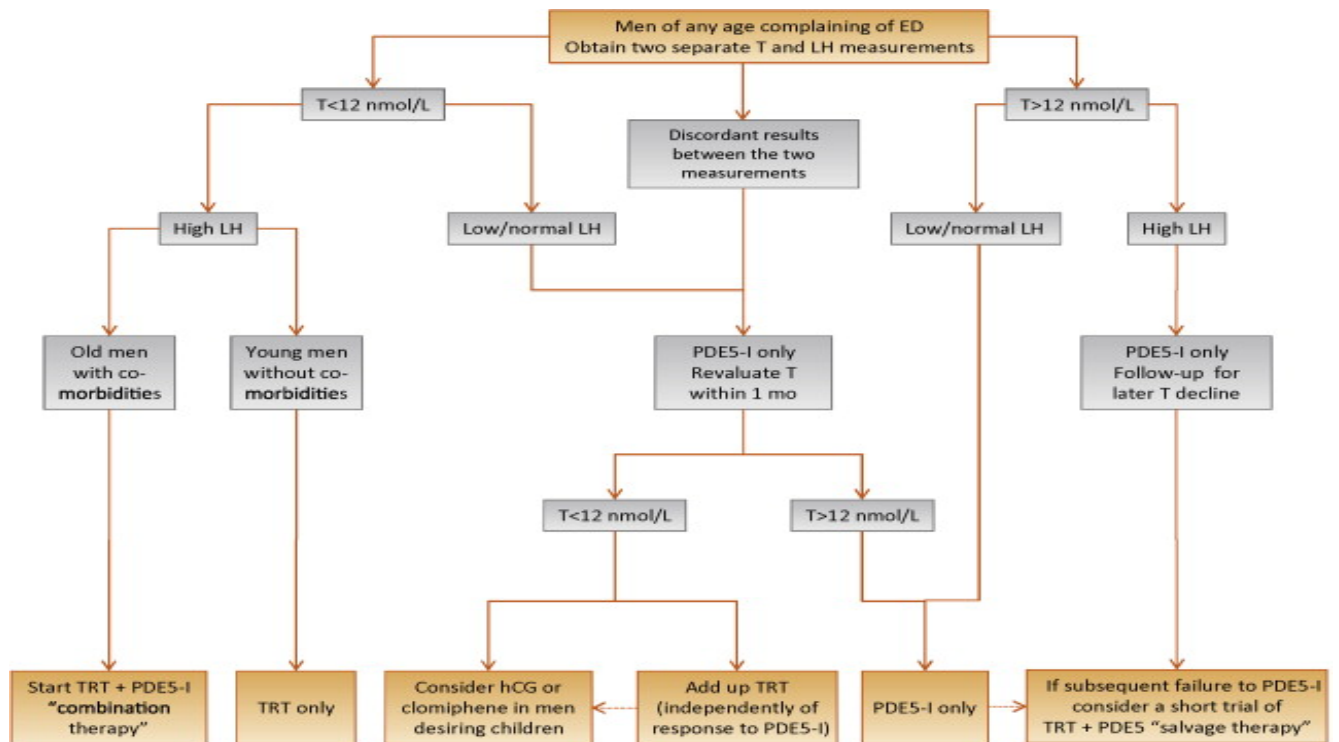 Men of any age complaining of ED
Obtain two separate T and LH measurements
T<12 nmol/L
T>12 nmol/L
Discordant results
between the two
measurements
High LH
Low/normal LH
Low/normal LH
High LH
Old men
with co-
morbidities
Young men
without co-
morbidities
PDE5-I only
Revaluate T
within 1 mo
PDE5-I only
Follow-up for
later T decline
T<12 nmol/L
T>12 nmol/L
Start TRT + PDE5-I
"combination
therapy"
TRT only
Consider hCG or
clomiphene in men
desiring children
Add up TRT
(independently of
response to PDE5-I)
PDE5-I only
If subsequent failure to PDE5-I
consider a short trial of
TRT + PDE5 "salvage therapy"